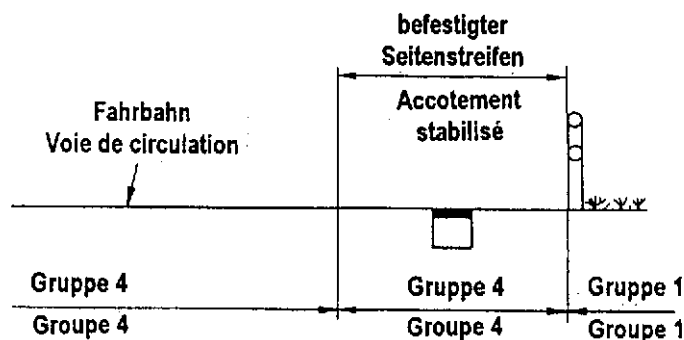 befestigter
Seitenstreifen
Accotement
stabilisé
Fahrbahn
Voie de circulation
Gruppe 4
Gruppe 4
Gruppe 1
Groupe 4
Groupe 4
Groupe 1